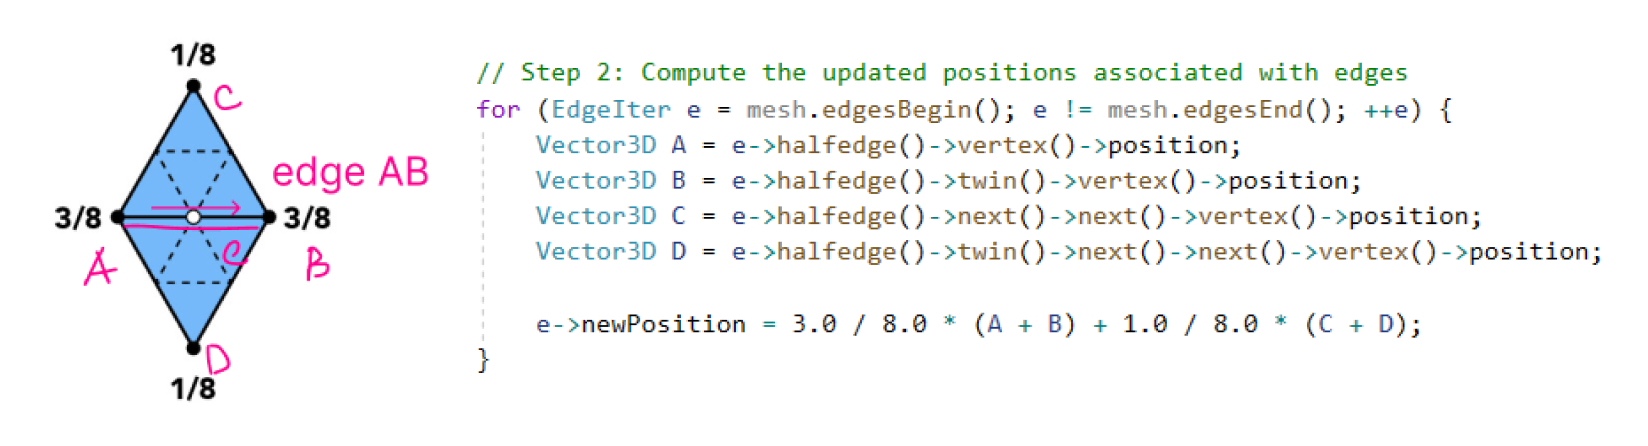 1/8
C
edge AB
3/8
3/8
A
e
B
D
1/8
// Step 2: Compute the updated positions associated with edges
for (EdgeIter e = mesh.edgesBegin(); e != mesh.edgesEnd(); ++e) {
Vector3D A = e->halfedge()->vertex()->position;
Vector3D B = e->halfedge()->twin()->vertex()->position;
Vector3D C = e->halfedge()->next()->next()->vertex()->position;
Vector3D D = e->halfedge()->twin()->next()->next()->vertex()->position;
e->newPosition = 3.0 / 8.0 * (A + B) + 1.0 / 8.0 * (C + D);
}